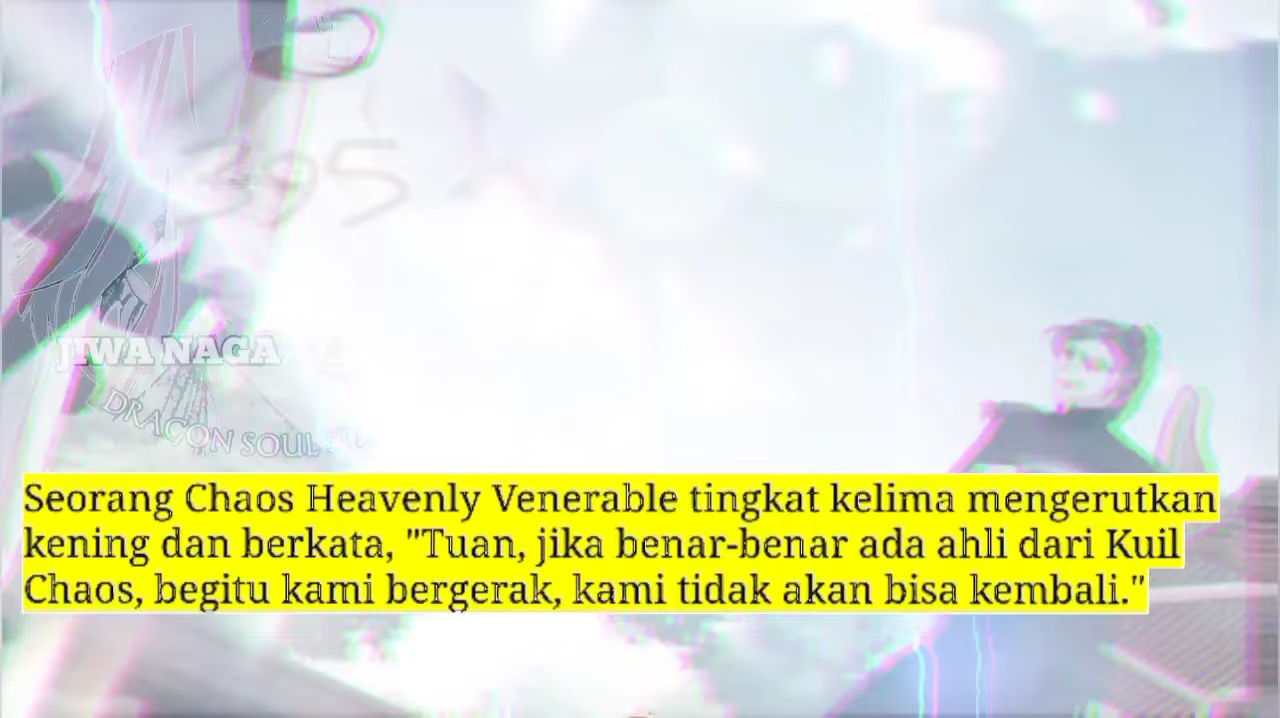 395
JIWA NAGA
DRAGON SOUL
Seorang Chaos Heavenly Venerable tingkat kelima mengerutkan
kening dan berkata, "Tuan, jika benar-benar ada ahli dari Kuil
Chaos, begitu kami bergerak, kami tidak akan bisa kembali."